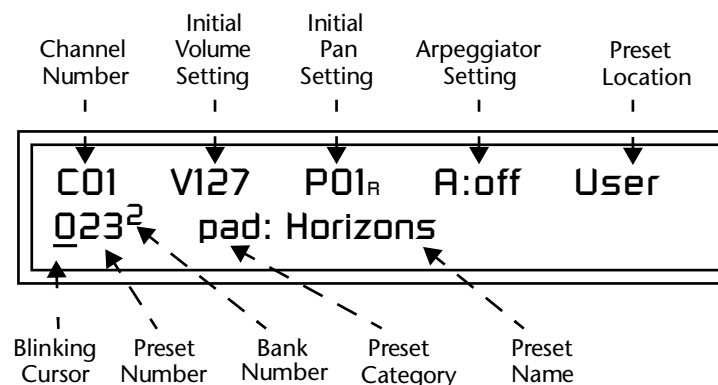 Channel Number
Initial Volume Setting
Initial Pan Setting
Arpeggiator Setting
Preset Location
C01 V127 P01R A:off User
023² pad: Horizons
Blinking Cursor
Preset Number
Bank Number
Preset Category
Preset Name